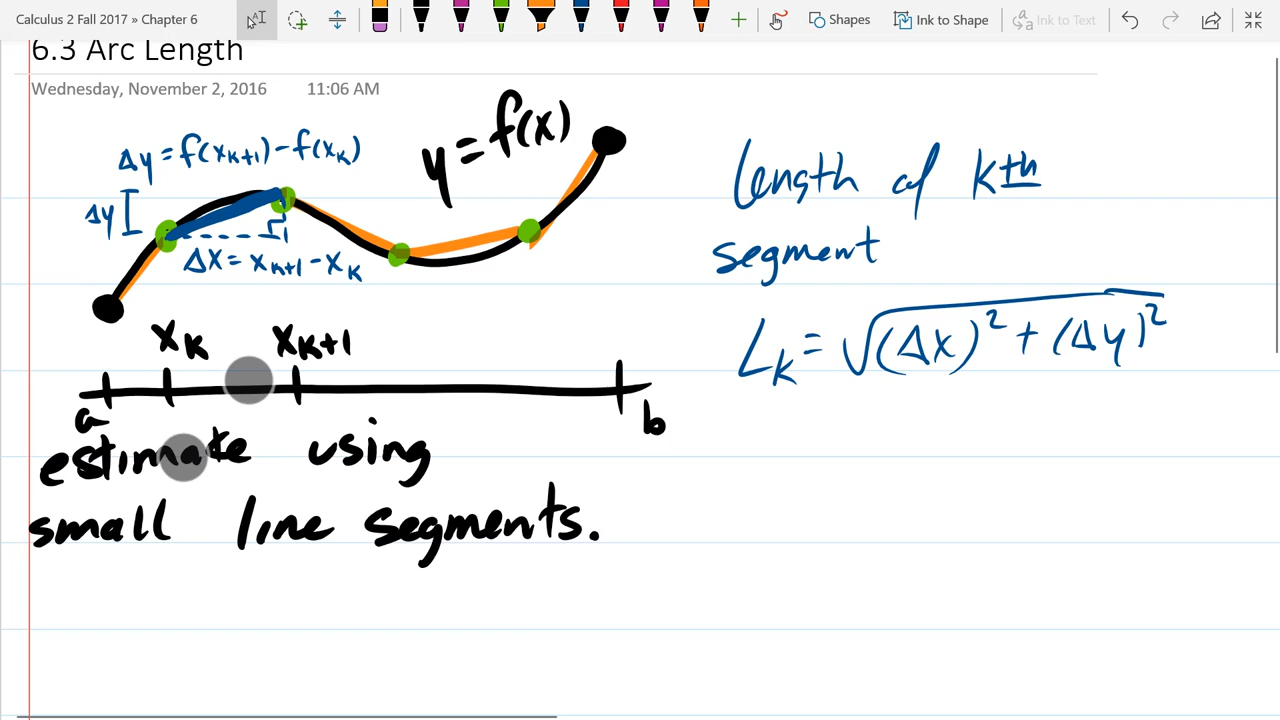 Calculus 2 Fall 2017 » Chapter 6
Shapes
Ink to Shape
Ink to Text
6.3 Arc Length
Wednesday, November 2, 2016 11:06 AM
Δy = f(xₖ₊₁) - f(xₖ)
y = f(x)
Δy
Δx = xₖ₊₁ - xₖ
xₖ xₖ₊₁
a b
estimate using
small line segments.
Length of kth
segment
Lₖ = √(Δx)² + (Δy)²